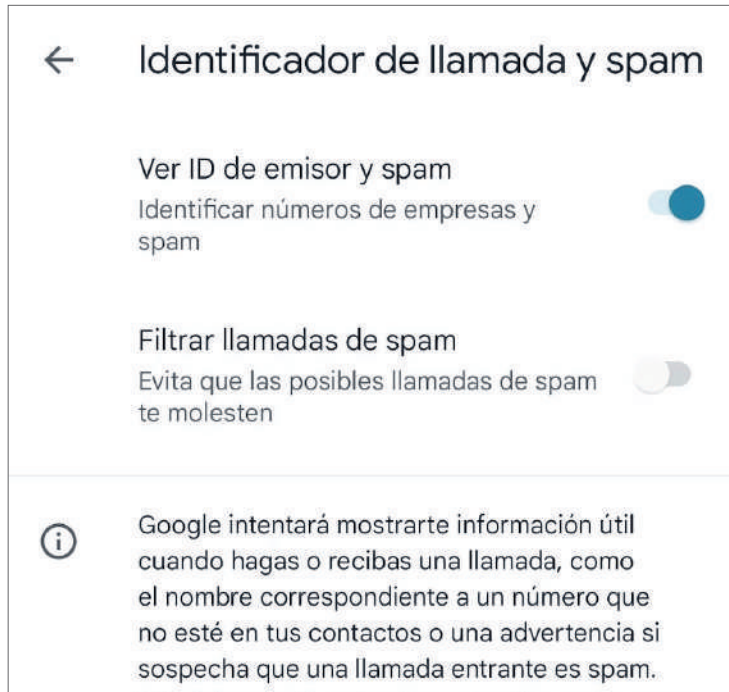 Identificador de llamada y spam
Ver ID de emisor y spam
Identificar números de empresas y
spam
Filtrar llamadas de spam
Evita que las posibles llamadas de spam
te molesten
Google intentará mostrarte información útil
cuando hagas o recibas una llamada, como
el nombre correspondiente a un número que
no esté en tus contactos o una advertencia si
sospecha que una llamada entrante es spam.